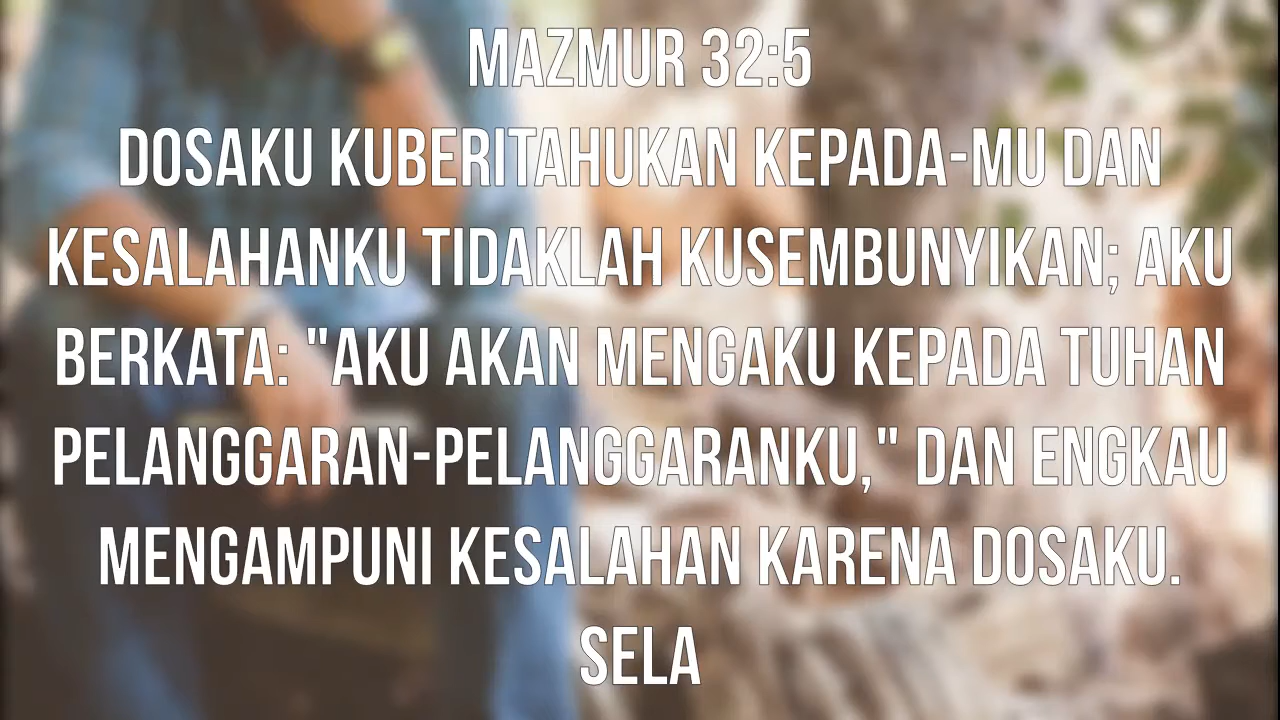 MAZMUR 32:5
DOSAKU KUBERITAHUKAN KEPADA-MU DAN
KESALAHANKU TIDAKLAH KUSEMBUNYIKAN; AKU
BERKATA: "AKU AKAN MENGAKU KEPADA TUHAN
PELANGGARAN-PELANGGARANKU," DAN ENGKAU
MENGAMPUNI KESALAHAN KARENA DOSAKU.
SELA